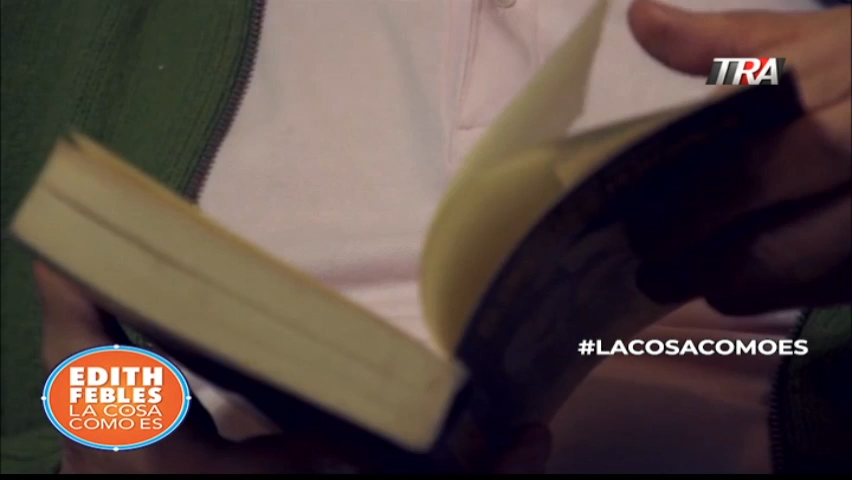 TRA
#LACOSACOMOES
EDITH
FEBLES
LA COSA
COMO ES